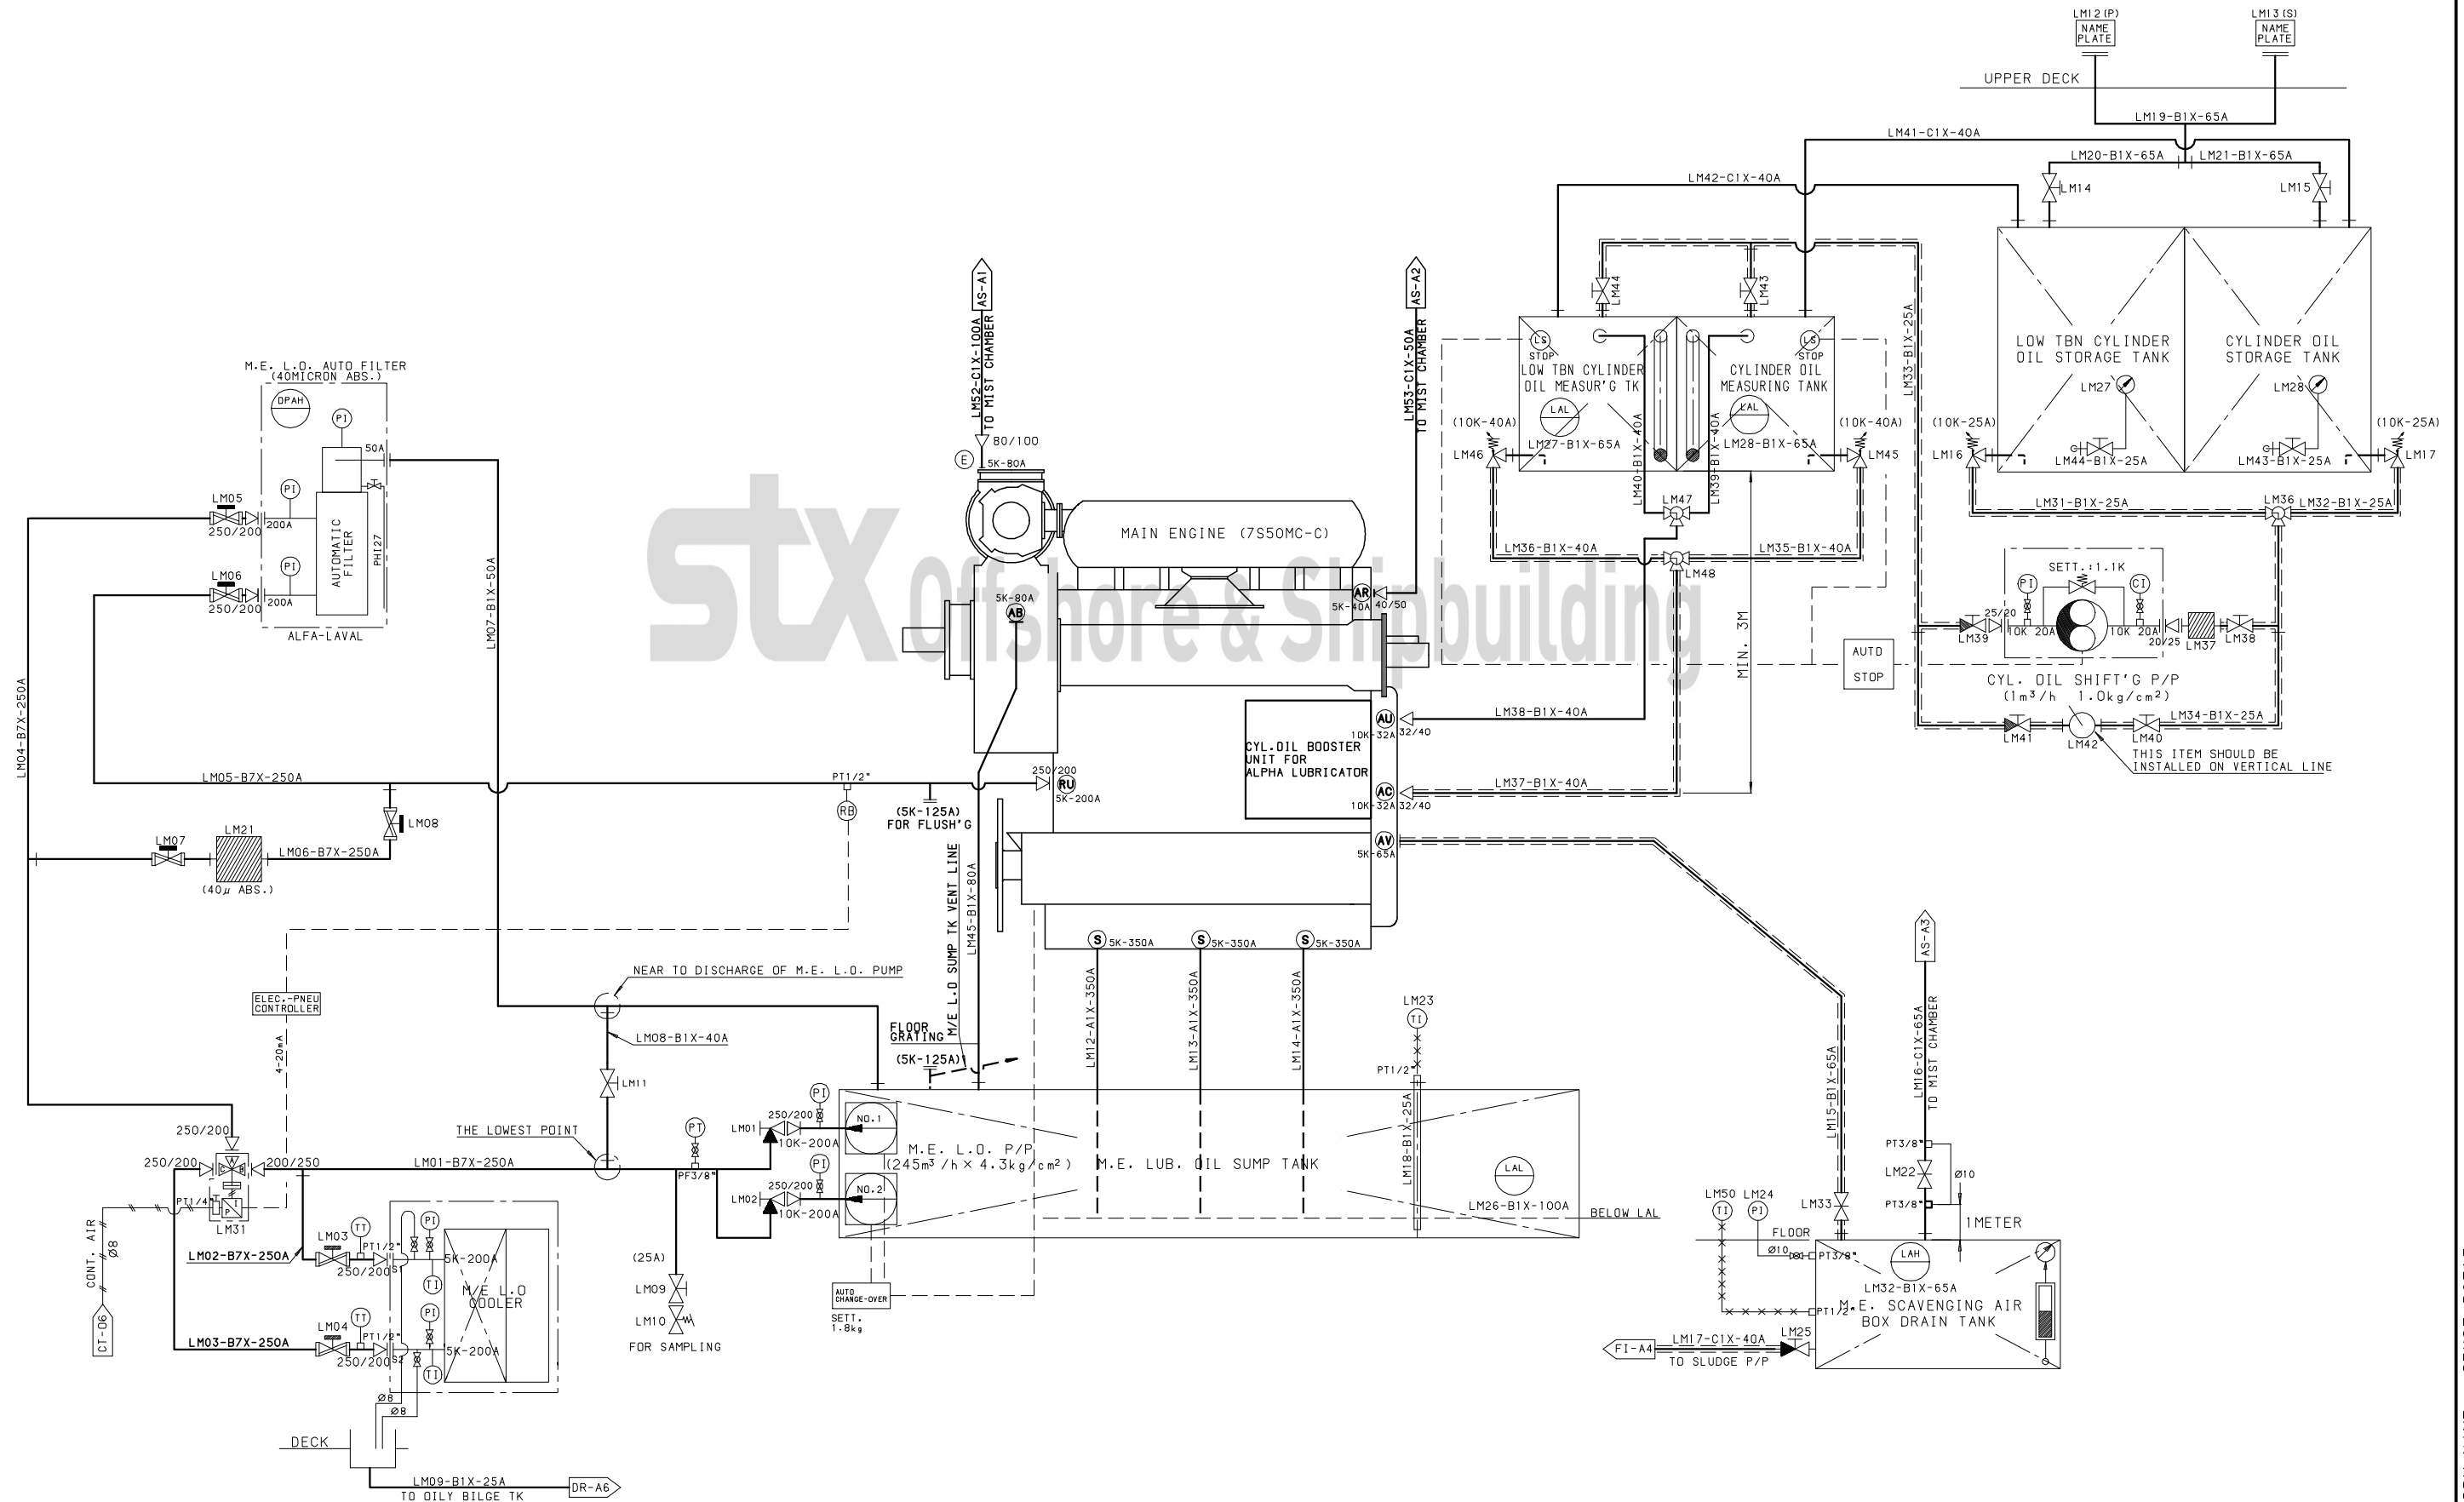 LM12(P)
NAME
PLATE
LM13(S)
NAME
PLATE
UPPER DECK
LM19-B1X-65A
LM41-C1X-40A
LM20-B1X-65A
LM21-B1X-65A
LM42-C1X-40A
LM14
LM15
LOW TBN CYLINDER
OIL STORAGE TANK
CYLINDER OIL
STORAGE TANK
LM27
LM28
LM44-B1X-25A
LM43-B1X-25A
(10K-25A)
LM16
(10K-25A)
LM17
LM31-B1X-25A
LM36
LM32-B1X-25A
LM33-B1X-25A
LM44
LM43
LS
STOP
LOW TBN CYLINDER
OIL MEASUR'G TK
LAL
LM27-B1X-65A
LS
STOP
CYLINDER OIL
MEASURING TANK
LAL
LM28-B1X-65A
(10K-40A)
LM46
(10K-40A)
LM45
LM40-B1X-40A
LM39-B1X-40A
LM47
LM36-B1X-40A
LM35-B1X-40A
LM48
MIN. 3M
SETT.:1.1K
PI
CI
25/20
LM39
10K 20A
10K 20A
20/25
LM37
LM38
AUTO
STOP
CYL. OIL SHIFT'G P/P
(1m³/h 1.0kg/cm²)
LM41
LM42
LM40
LM34-B1X-25A
THIS ITEM SHOULD BE
INSTALLED ON VERTICAL LINE
AS-A1
LM52-C1X-100A
TO MIST CHAMBER
80/100
E
5K-80A
AS-A2
LM53-C1X-50A
TO MIST CHAMBER
stx Offshore & Shipbuilding
MAIN ENGINE (7S50MC-C)
5K-80A
AB
AR
5K-40A
40/50
CYL.OIL BOOSTER
UNIT FOR
ALPHA LUBRICATOR
AU
10K-32A
32/40
LM38-B1X-40A
AC
10K-32A
32/40
LM37-B1X-40A
AV
5K-65A
250/200
RU
5K-200A
M.E. L.O. AUTO FILTER
(40MICRON ABS.)
DPAH
PI
50A
PI
200A
PI
200A
AUTOMATIC
FILTER
PHI27
ALFA-LAVAL
LM05
250/200
LM06
250/200
LM07-B1X-50A
LM04-B7X-250A
LM05-B7X-250A
PT1/2"
RB
(5K-125A)
FOR FLUSH'G
LM08
LM07
LM21
LM06-B7X-250A
(40µ ABS.)
M/E L.O SUMP TK VENT LINE
LM45-B1X-80A
S
5K-350A
S
5K-350A
S
5K-350A
LM12-A1X-350A
LM13-A1X-350A
LM14-A1X-350A
NEAR TO DISCHARGE OF M.E. L.O. PUMP
ELEC.-PNEU
CONTROLLER
4-20mA
LM08-B1X-40A
LM11
FLOOR
GRATING
(5K-125A)
LM23
TI
PT1/2"
LM18-B1X-25A
THE LOWEST POINT
250/200
250/200
200/250
A
C
B
LM01-B7X-250A
PT1/4"
I
P
LM31
CONT. AIR
Ø8
CT-06
LM02-B7X-250A
LM03-B7X-250A
LM03
TT
PT1/2"
250/200
S1
PI
5K-200A
TI
M/E L.O
COOLER
LM04
TT
PT1/2"
250/200
S2
PI
5K-200A
TI
Ø8
Ø8
DECK
LM09-B1X-25A
TO OILY BILGE TK
DR-A6
PT
PF3/8"
(25A)
LM09
LM10
FOR SAMPLING
LM01
250/200
PI
10K-200A
NO.1
LM02
250/200
PI
10K-200A
NO.2
M.E. L.O. P/P
(245m³/h × 4.3kg/cm²)
M.E. LUB. OIL SUMP TANK
LAL
LM26-B1X-100A
BELOW LAL
AUTO
CHANGE-OVER
SETT.
1.8kg
AS-A3
LM16-C1X-65A
TO MIST CHAMBER
LM15-B1X-65A
PT3/8"
LM22
Ø10
PT3/8"
1METER
LM33
LM50
TI
LM24
PI
FLOOR
Ø10
PT3/8"
PT1/2"
LAH
LM32-B1X-65A
M.E. SCAVENGING AIR
BOX DRAIN TANK
LM25
FI-A4
LM17-C1X-40A
TO SLUDGE P/P